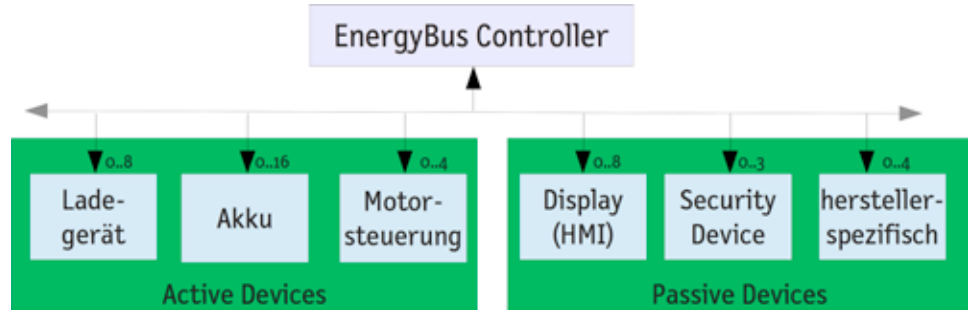 EnergyBus Controller
0..8
0..16
0..4
0..8
0..3
0..4
Lade-
gerät
Akku
Motor-
steuerung
Display
(HMI)
Security
Device
hersteller-
spezifisch
Active Devices
Passive Devices